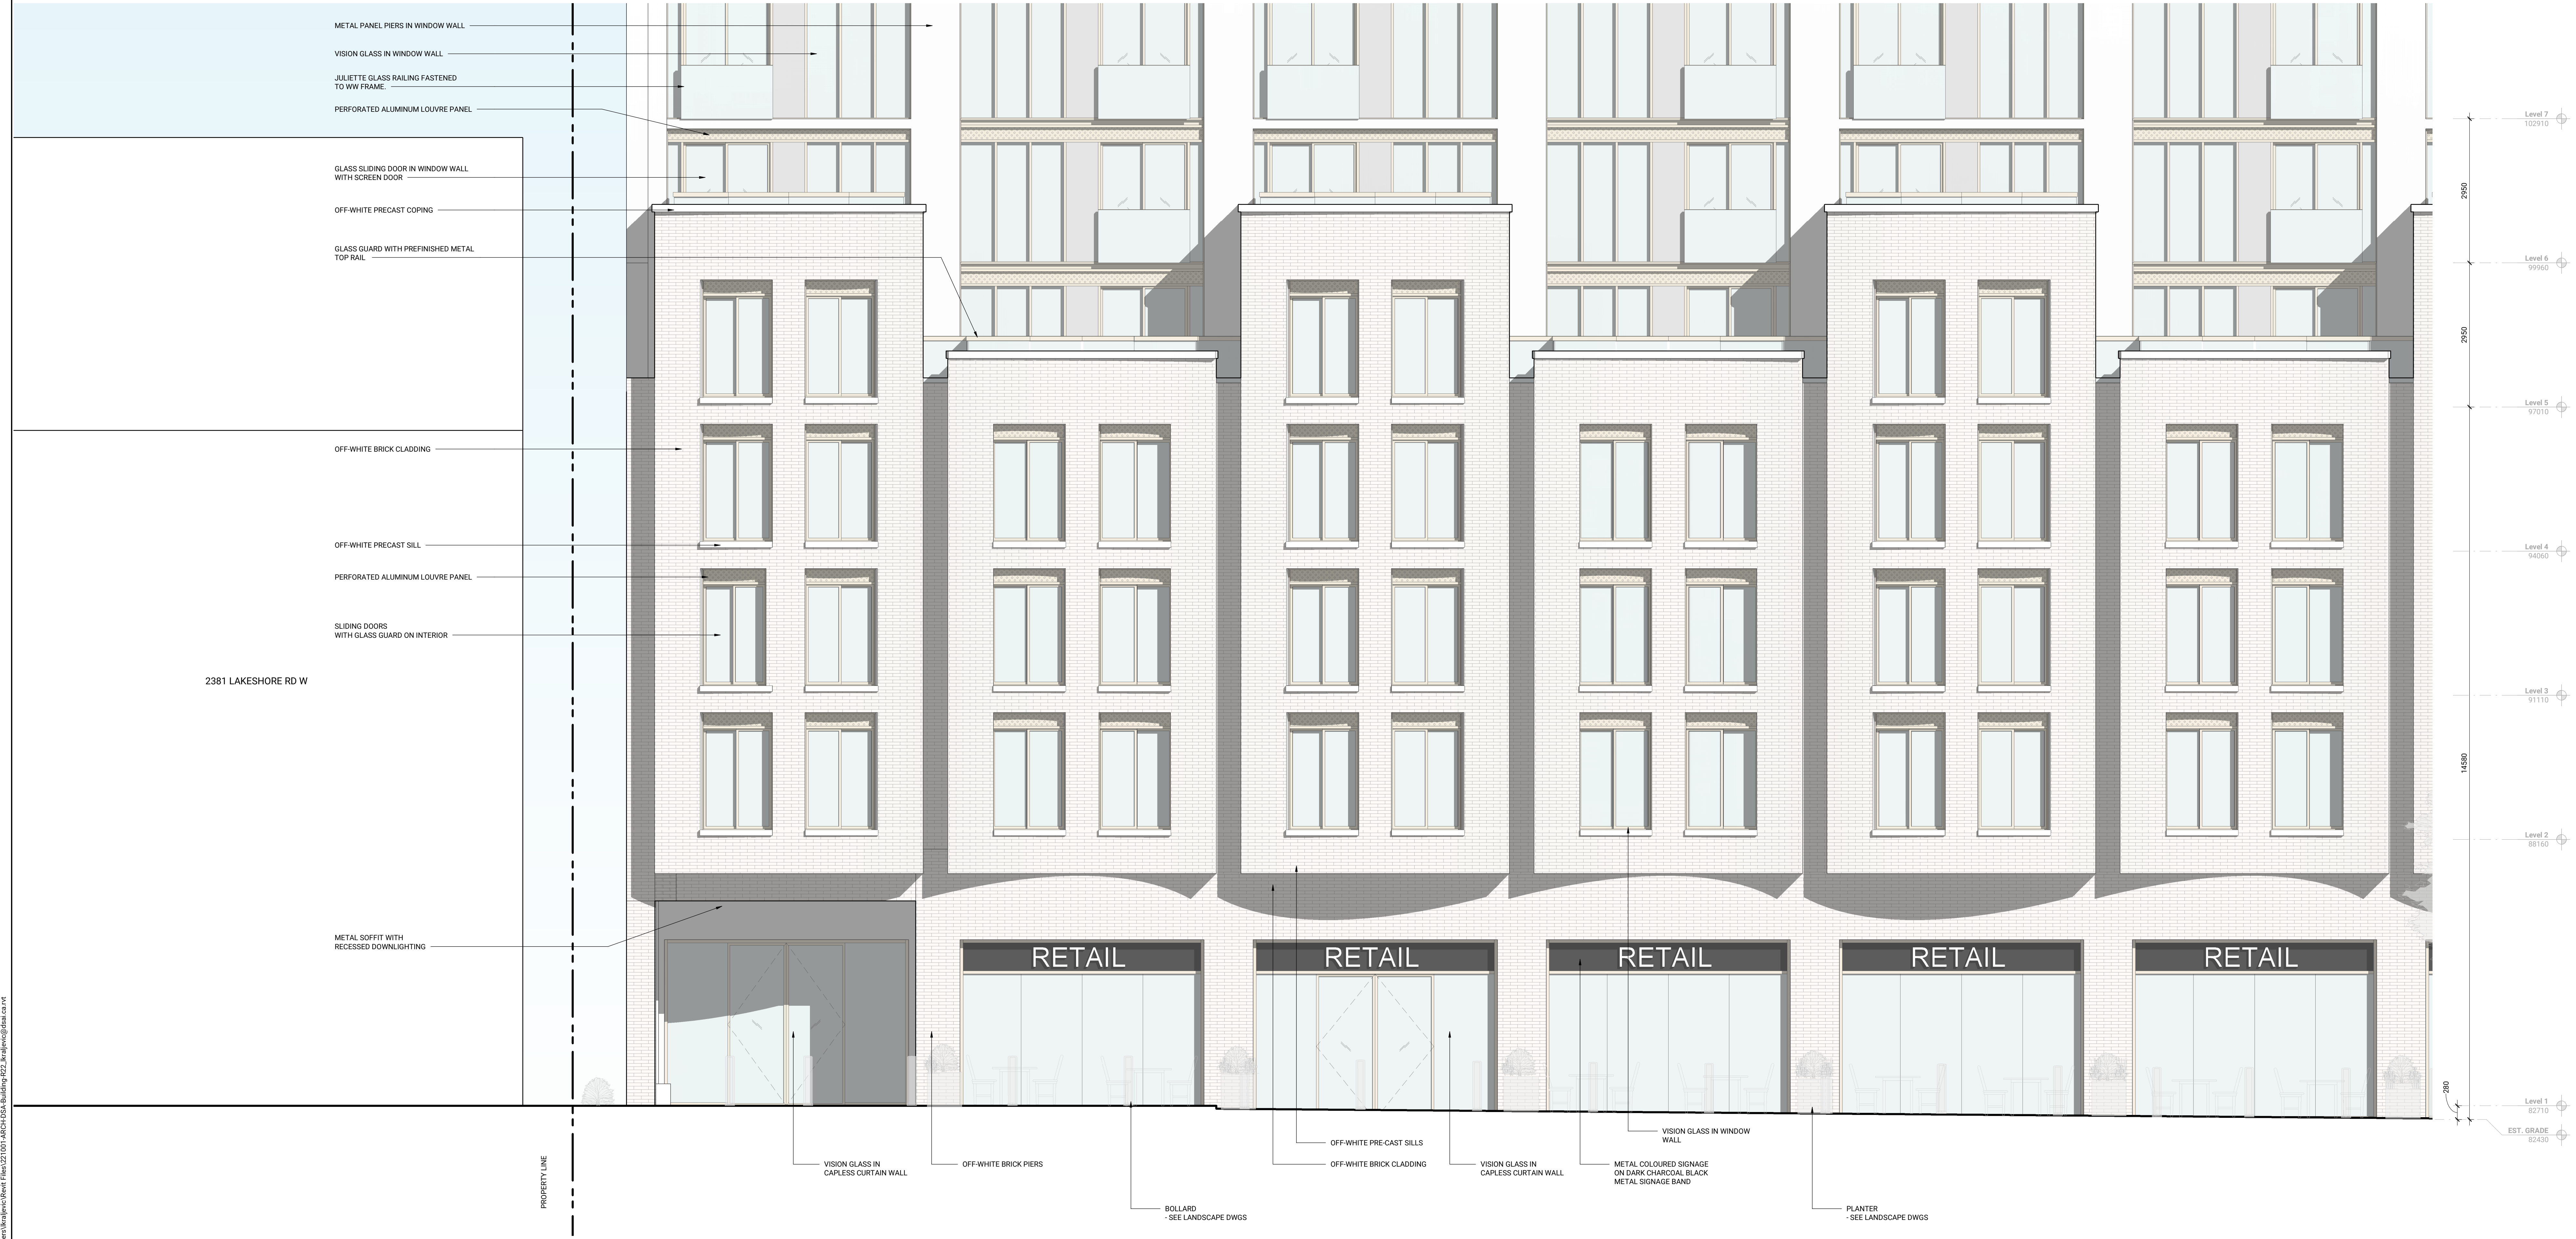 METAL PANEL PIERS IN WINDOW WALL
VISION GLASS IN WINDOW WALL
JULIETTE GLASS RAILING FASTENED
TO WW FRAME.
PERFORATED ALUMINUM LOUVRE PANEL
GLASS SLIDING DOOR IN WINDOW WALL
WITH SCREEN DOOR
OFF-WHITE PRECAST COPING
GLASS GUARD WITH PREFINISHED METAL
TOP RAIL
OFF-WHITE BRICK CLADDING
OFF-WHITE PRECAST SILL
PERFORATED ALUMINUM LOUVRE PANEL
SLIDING DOORS
WITH GLASS GUARD ON INTERIOR
2381 LAKESHORE RD W
METAL SOFFIT WITH
RECESSED DOWNLIGHTING
RETAIL
RETAIL
RETAIL
RETAIL
RETAIL
Level 7
102910
2950
Level 6
99960
2950
Level 5
97010
Level 4
94060
Level 3
91110
14580
Level 2
88160
280
Level 1
82710
EST. GRADE
82430
PROPERTY LINE
VISION GLASS IN
CAPLESS CURTAIN WALL
OFF-WHITE BRICK PIERS
BOLLARD
- SEE LANDSCAPE DWGS
OFF-WHITE PRE-CAST SILLS
OFF-WHITE BRICK CLADDING
VISION GLASS IN
CAPLESS CURTAIN WALL
METAL COLOURED SIGNAGE
ON DARK CHARCOAL BLACK
METAL SIGNAGE BAND
VISION GLASS IN WINDOW
WALL
PLANTER
- SEE LANDSCAPE DWGS